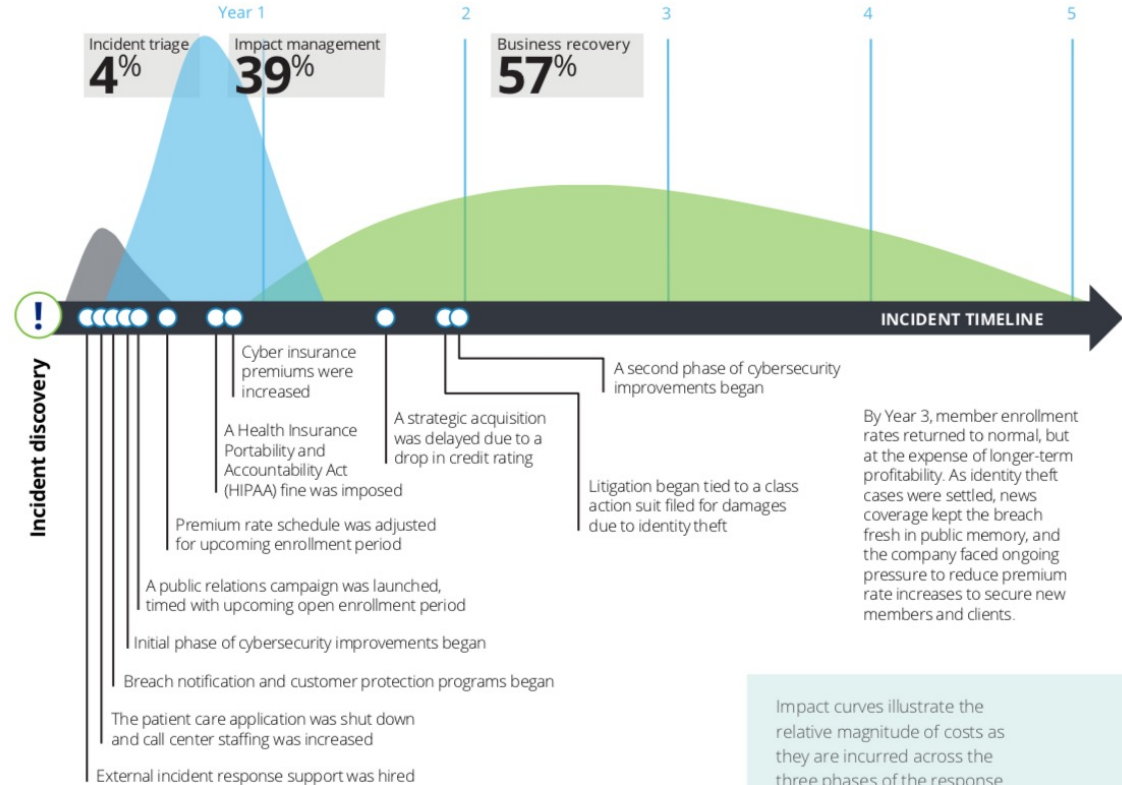 Year 1
2
3
4
5
Incident triage
4%
Impact management
39%
Business recovery
57%
!
INCIDENT TIMELINE
Incident discovery
Cyber insurance
premiums were
increased
A second phase of cybersecurity
improvements began
A strategic acquisition
was delayed due to a
drop in credit rating
A Health Insurance
Portability and
Accountability Act
(HIPAA) fine was imposed
Litigation began tied to a class
action suit filed for damages
due to identity theft
By Year 3, member enrollment
rates returned to normal, but
at the expense of longer-term
profitability. As identity theft
cases were settled, news
coverage kept the breach
fresh in public memory, and
the company faced ongoing
pressure to reduce premium
rate increases to secure new
members and clients.
Premium rate schedule was adjusted
for upcoming enrollment period
A public relations campaign was launched,
timed with upcoming open enrollment period
Initial phase of cybersecurity improvements began
Breach notification and customer protection programs began
The patient care application was shut down
and call center staffing was increased
External incident response support was hired
Impact curves illustrate the
relative magnitude of costs as
they are incurred across the
three phases of the response